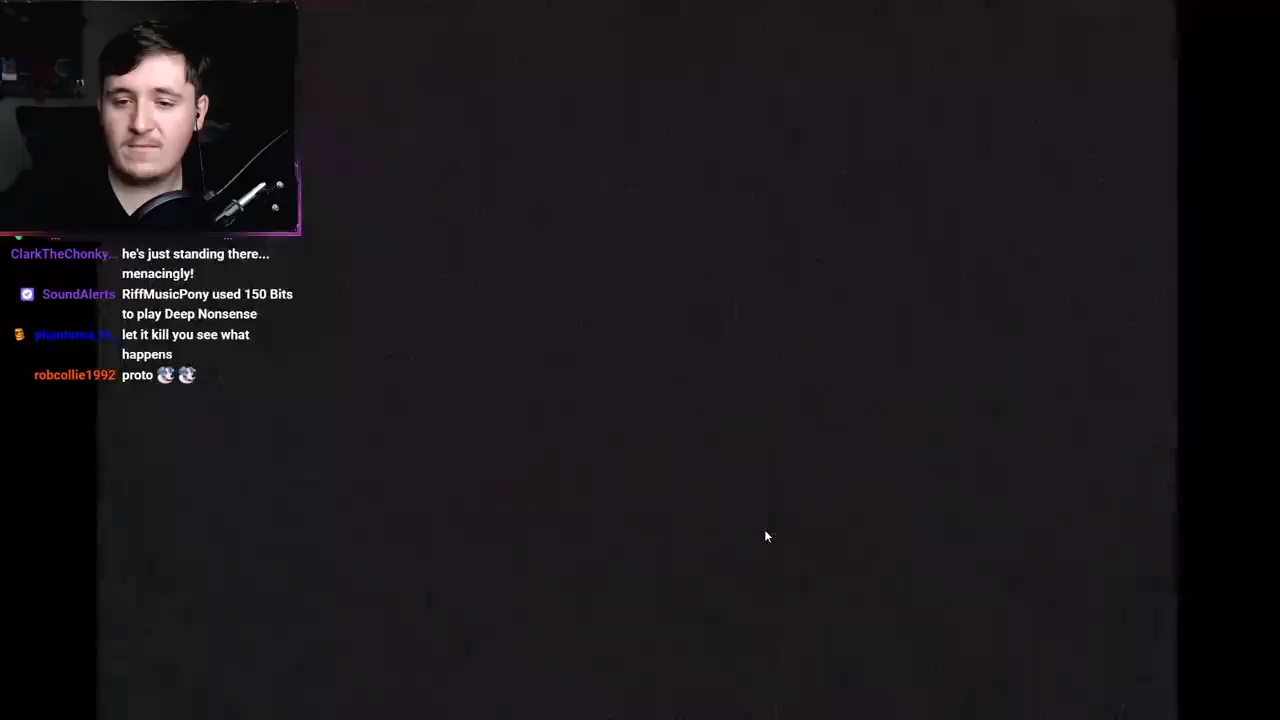 ClarkTheChonky... he's just standing there...
menacingly!
SoundAlerts RiffMusicPony used 150 Bits
to play Deep Nonsense
let it kill you see what
happens
robcollie1992 proto